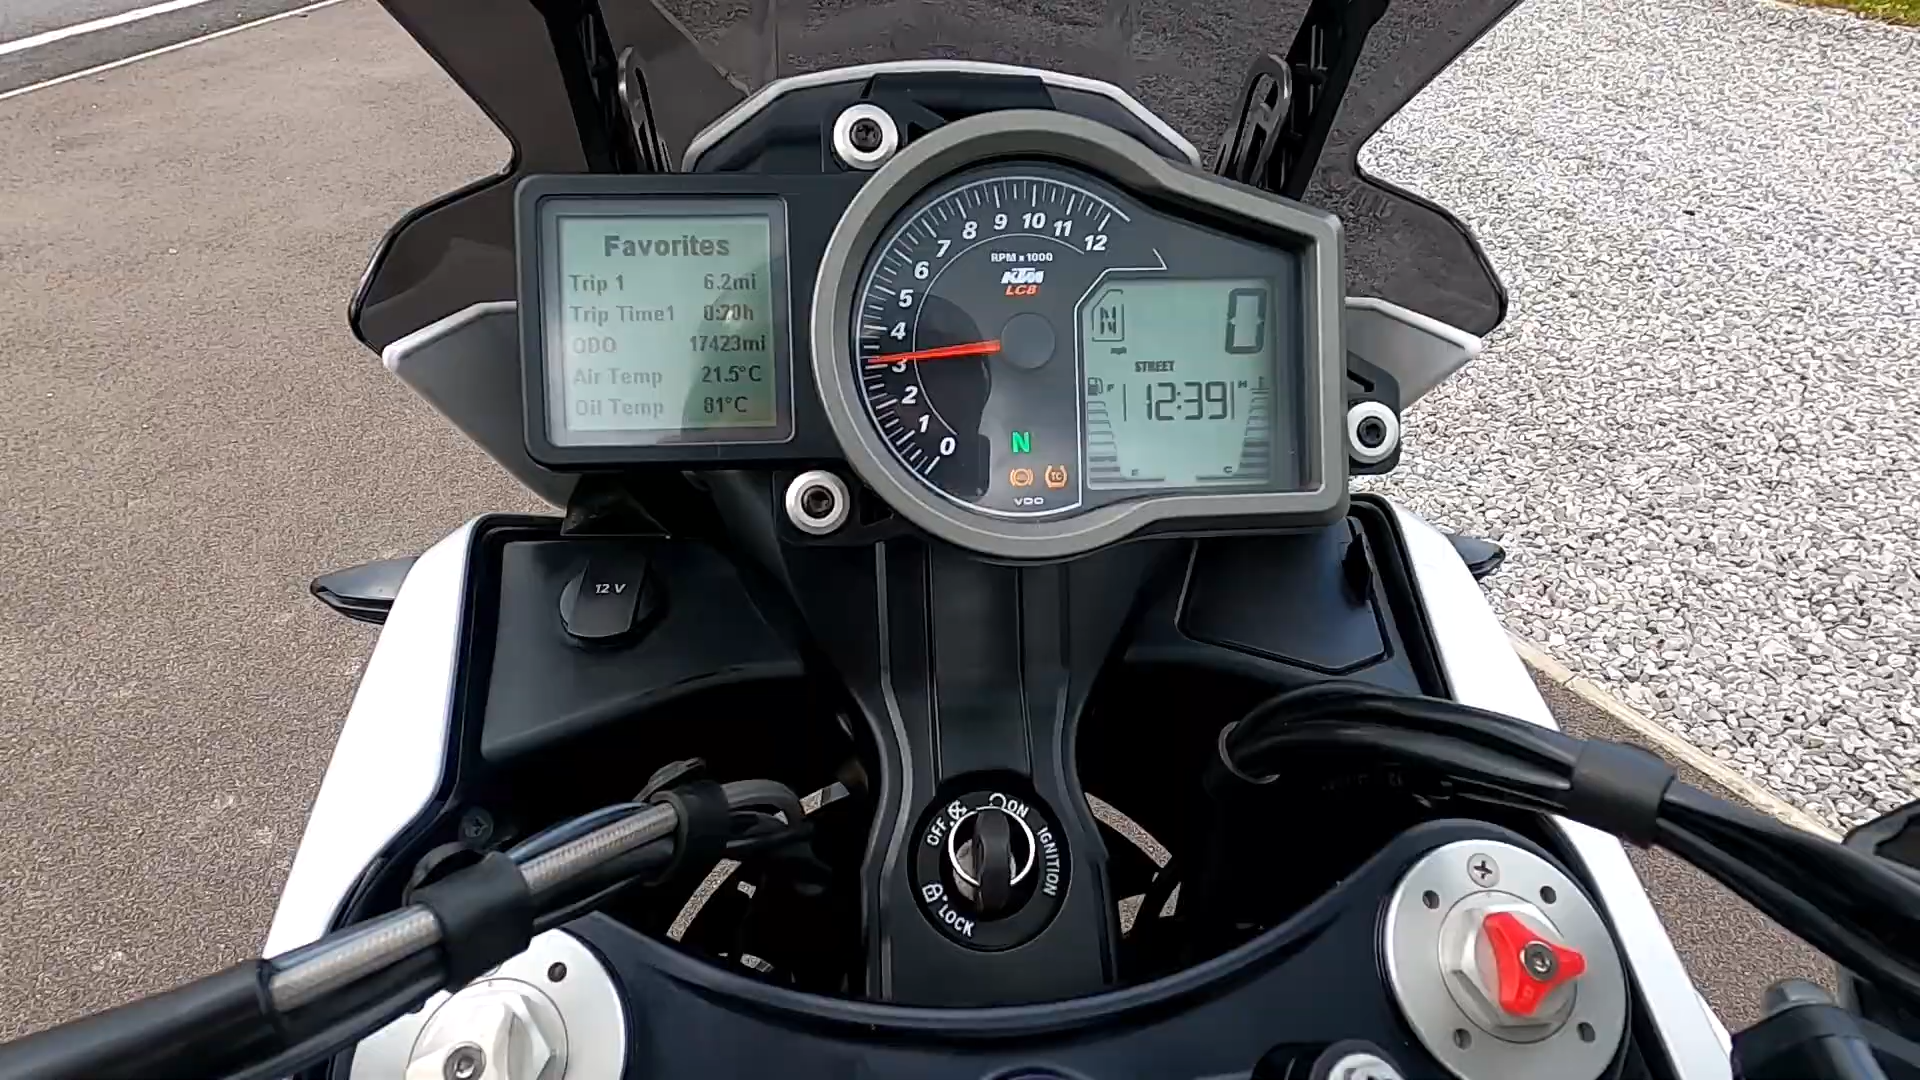 Favorites
Trip 1 6.2mi
Trip Time1 0:20h
ODO 17423mi
Air Temp 21.5°C
Oil Temp 81°C
0 1 2 3 4 5 6 7 8 9 10 11 12
RPM x 1000
KTM
LC8
N
TC
VDO
N 0
mph
STREET
F H
12:39
E C
12 V
OFF ON
IGNITION
LOCK